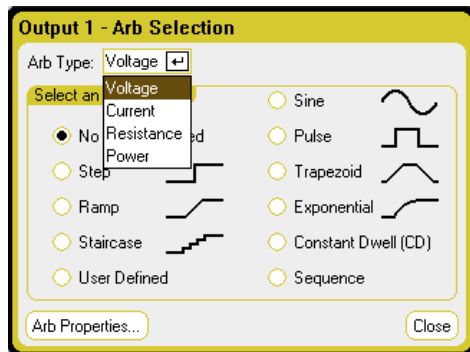 Output 1 - Arb Selection
Arb Type: Voltage
Voltage
Current
Resistance
Power
Select an
No
Step
Ramp
Staircase
User Defined
Sine
Pulse
Trapezoid
Exponential
Constant Dwell (CD)
Sequence
Arb Properties...
Close